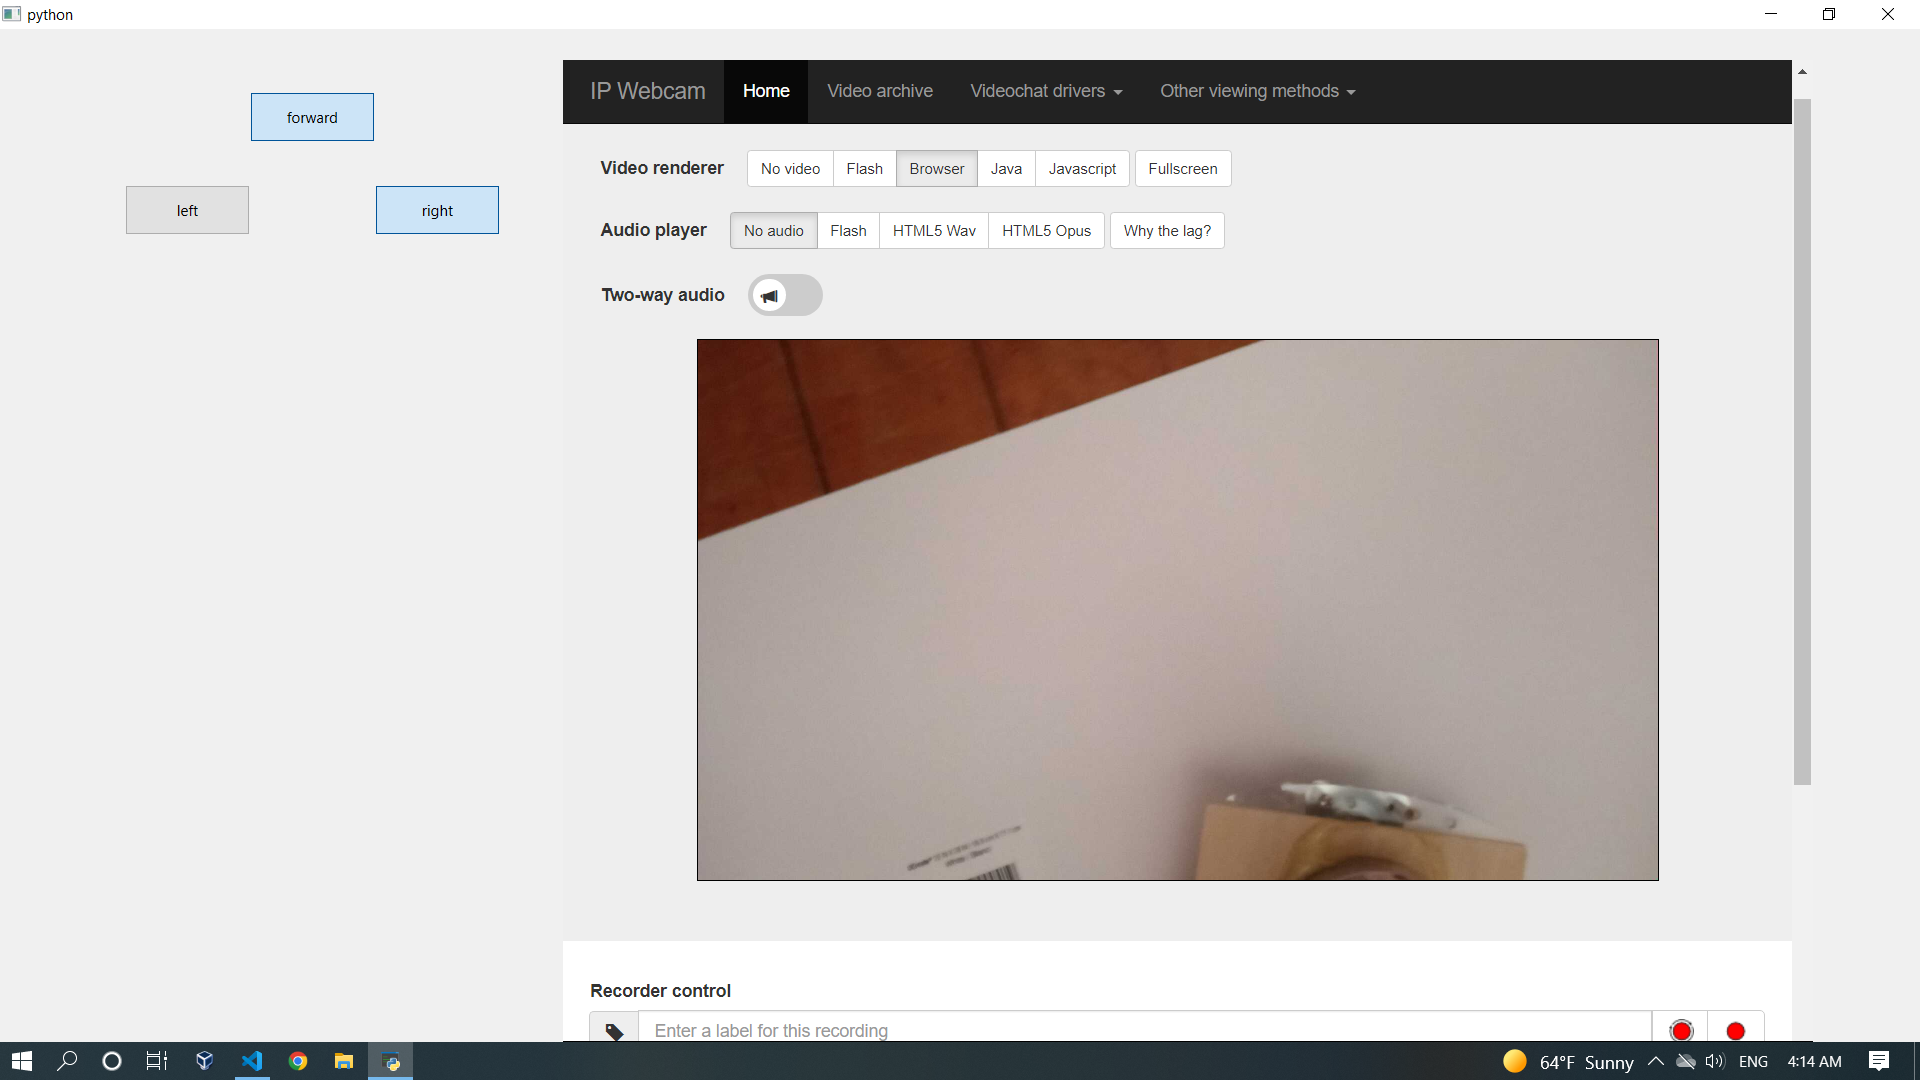 python
forward
left
right
IP Webcam Home Video archive Videochat drivers Other viewing methods
Video renderer No video Flash Browser Java Javascript Fullscreen
Audio player No audio Flash HTML5 Wav HTML5 Opus Why the lag?
Two-way audio
Recorder control
Enter a label for this recording
64°F Sunny ENG 4:14 AM